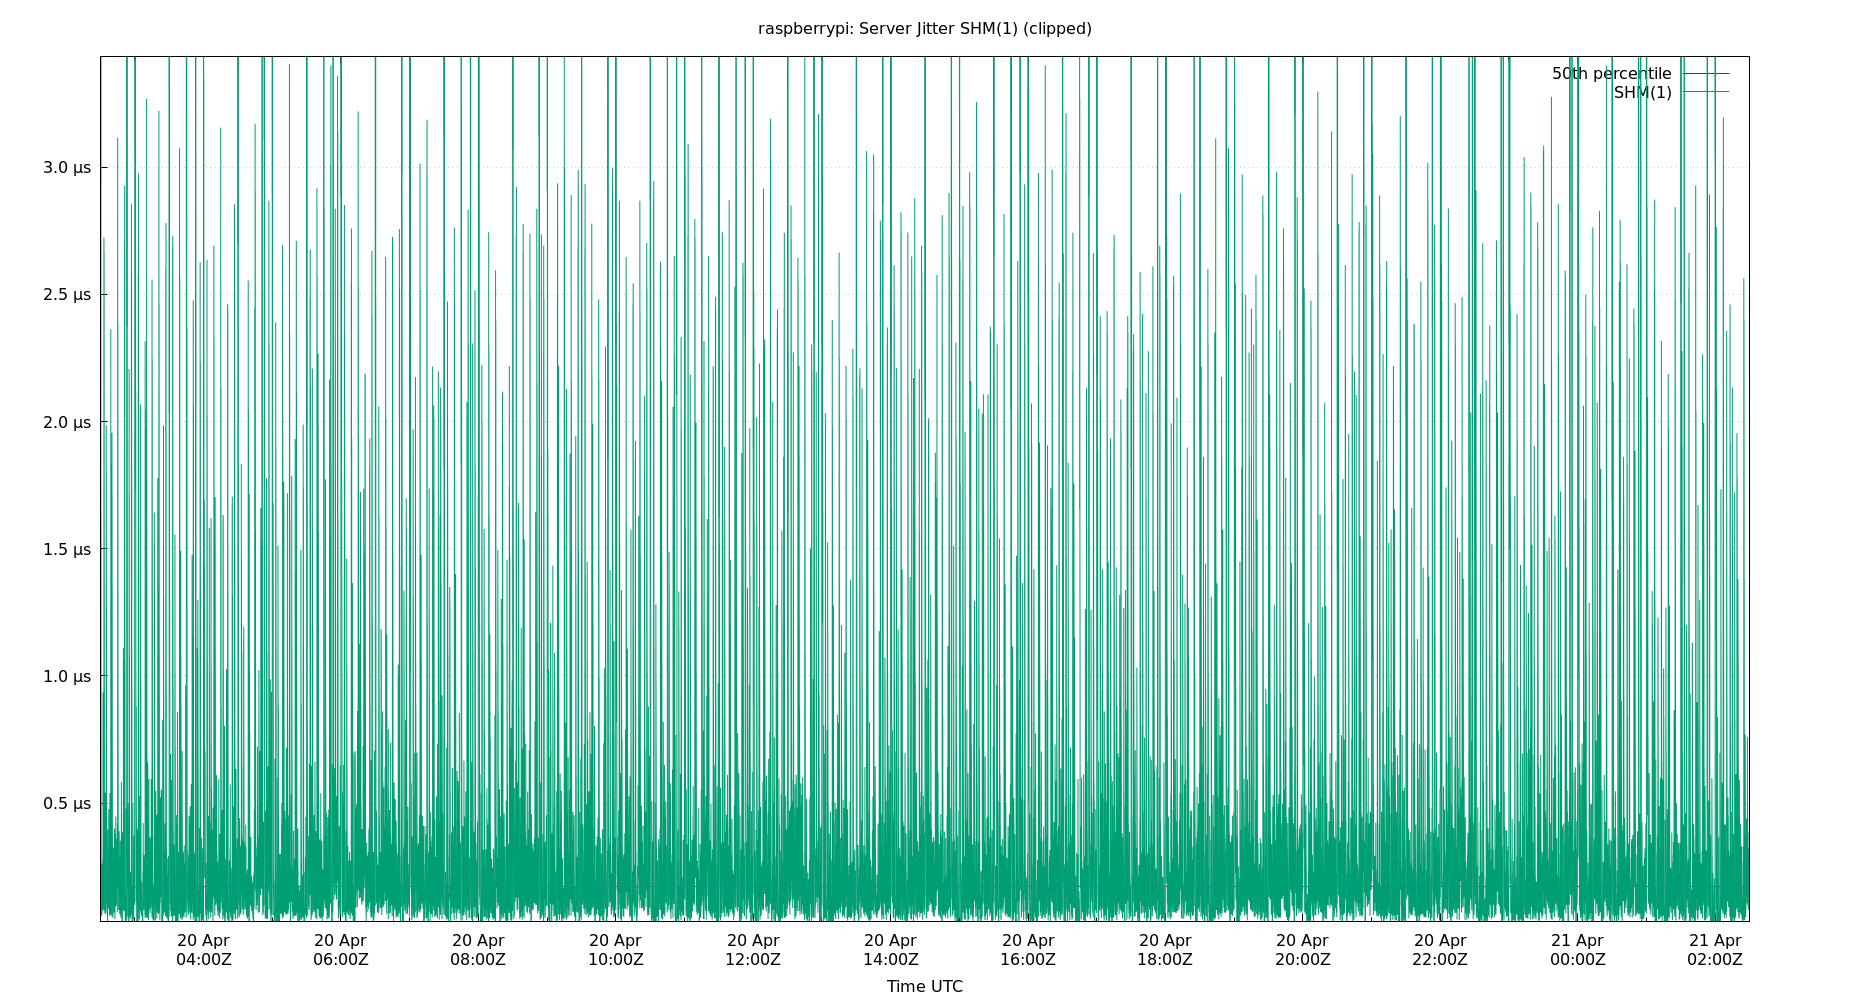 raspberrypi: Server Jitter SHM(1) (clipped)
50th percentile
SHM(1)
3.0 µs
2.5 µs
2.0 µs
1.5 µs
1.0 µs
0.5 µs
20 Apr 20 Apr 20 Apr 20 Apr 20 Apr 20 Apr 20 Apr 20 Apr 20 Apr 20 Apr 21 Apr 21 Apr
04:00Z 06:00Z 08:00Z 10:00Z 12:00Z 14:00Z 16:00Z 18:00Z 20:00Z 22:00Z 00:00Z 02:00Z
Time UTC